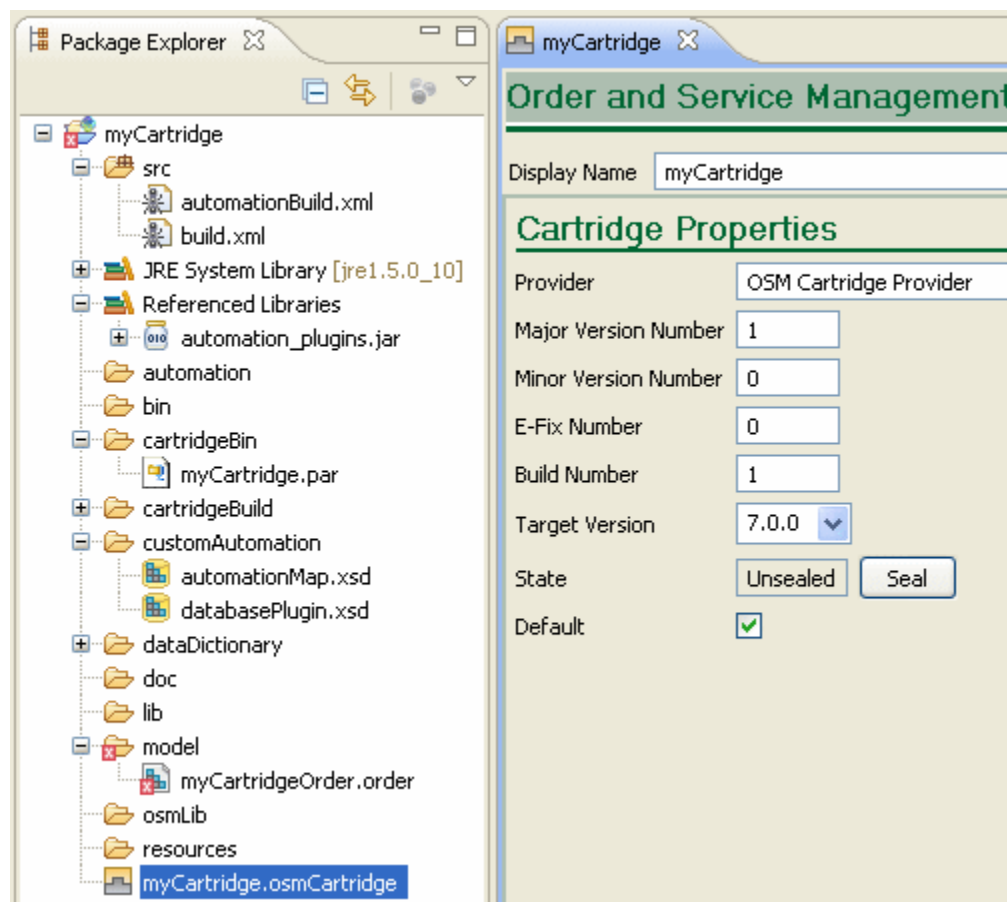 Package Explorer
myCartridge
src
automationBuild.xml
build.xml
JRE System Library [jre1.5.0_10]
Referenced Libraries
automation_plugins.jar
automation
bin
cartridgeBin
myCartridge.par
cartridgeBuild
customAutomation
automationMap.xsd
databasePlugin.xsd
dataDictionary
doc
lib
model
myCartridgeOrder.order
osmLib
resources
myCartridge.osmCartridge
myCartridge
Order and Service Management
Display Name myCartridge
Cartridge Properties
Provider OSM Cartridge Provider
Major Version Number 1
Minor Version Number 0
E-Fix Number 0
Build Number 1
Target Version 7.0.0
State Unsealed Seal
Default